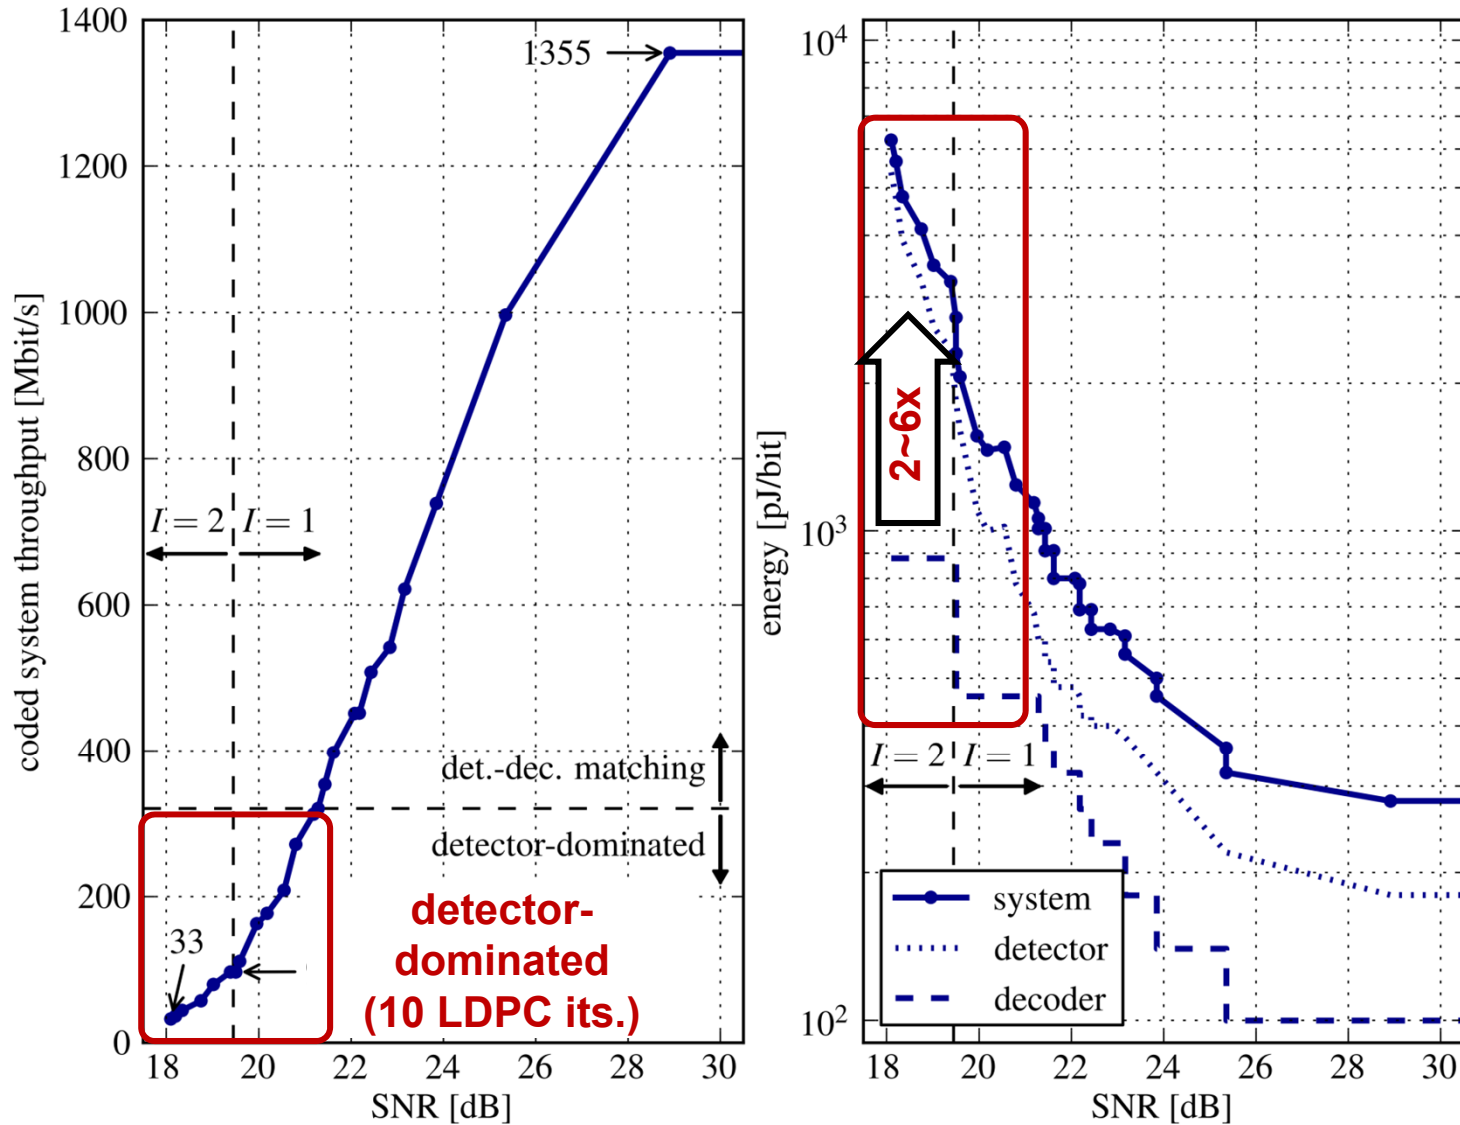 1400
1200
1000
800
600
400
200
0
coded system throughput [Mbit/s]
1355
I = 2
I = 1
det.-dec. matching
detector-dominated
33
detector-
dominated
(10 LDPC its.)
18
20
22
24
26
28
30
SNR [dB]
10⁴
10³
10²
energy [pJ/bit]
2~6x
I = 2
I = 1
system
detector
decoder
18
20
22
24
26
28
30
SNR [dB]